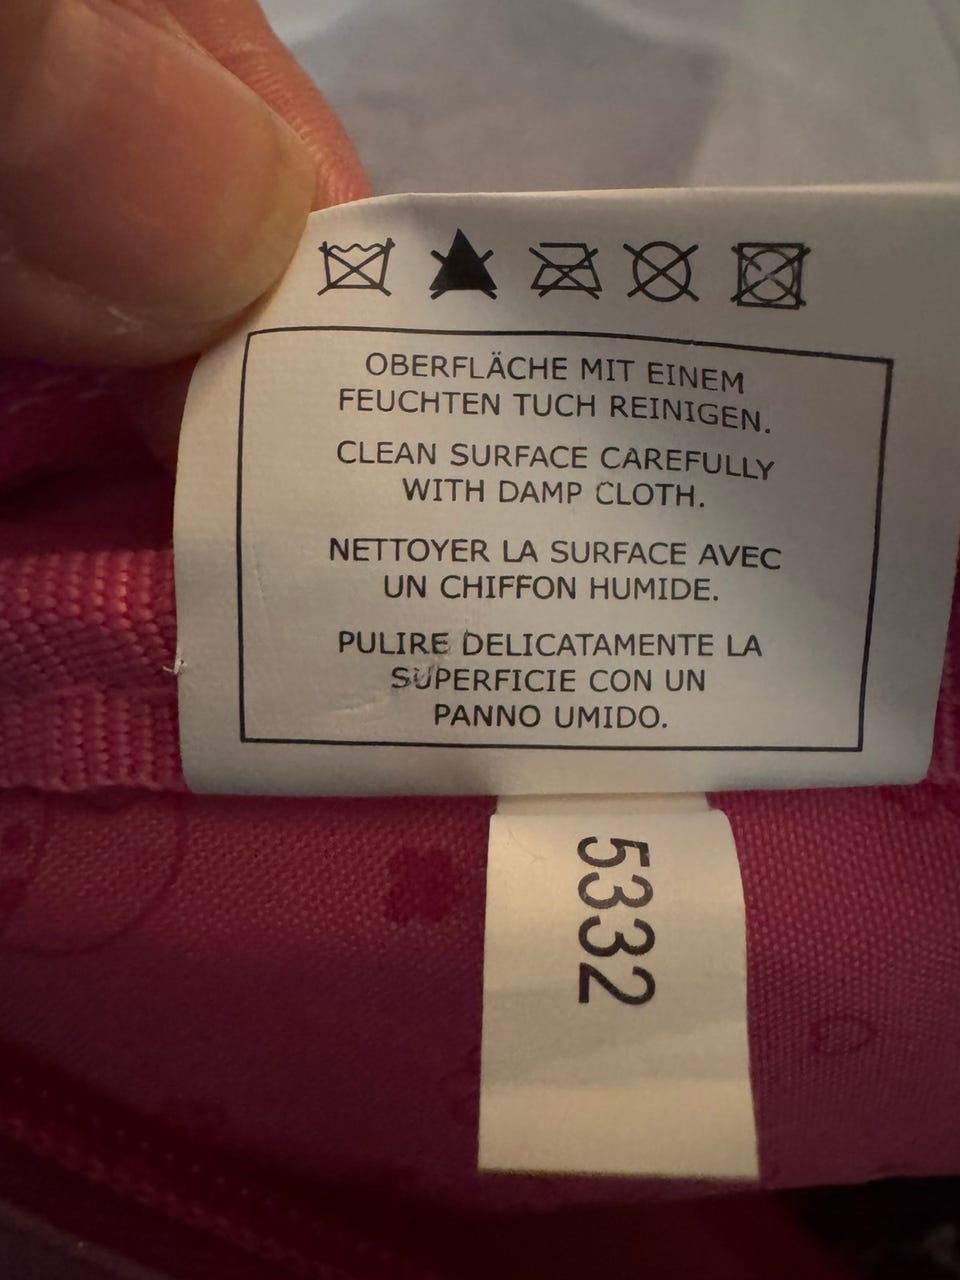 OBERFLÄCHE MIT EINEM
FEUCHTEN TUCH REINIGEN.
CLEAN SURFACE CAREFULLY
WITH DAMP CLOTH.
NETTOYER LA SURFACE AVEC
UN CHIFFON HUMIDE.
PULIRE DELICATAMENTE LA
SUPERFICIE CON UN
PANNO UMIDO.
5332